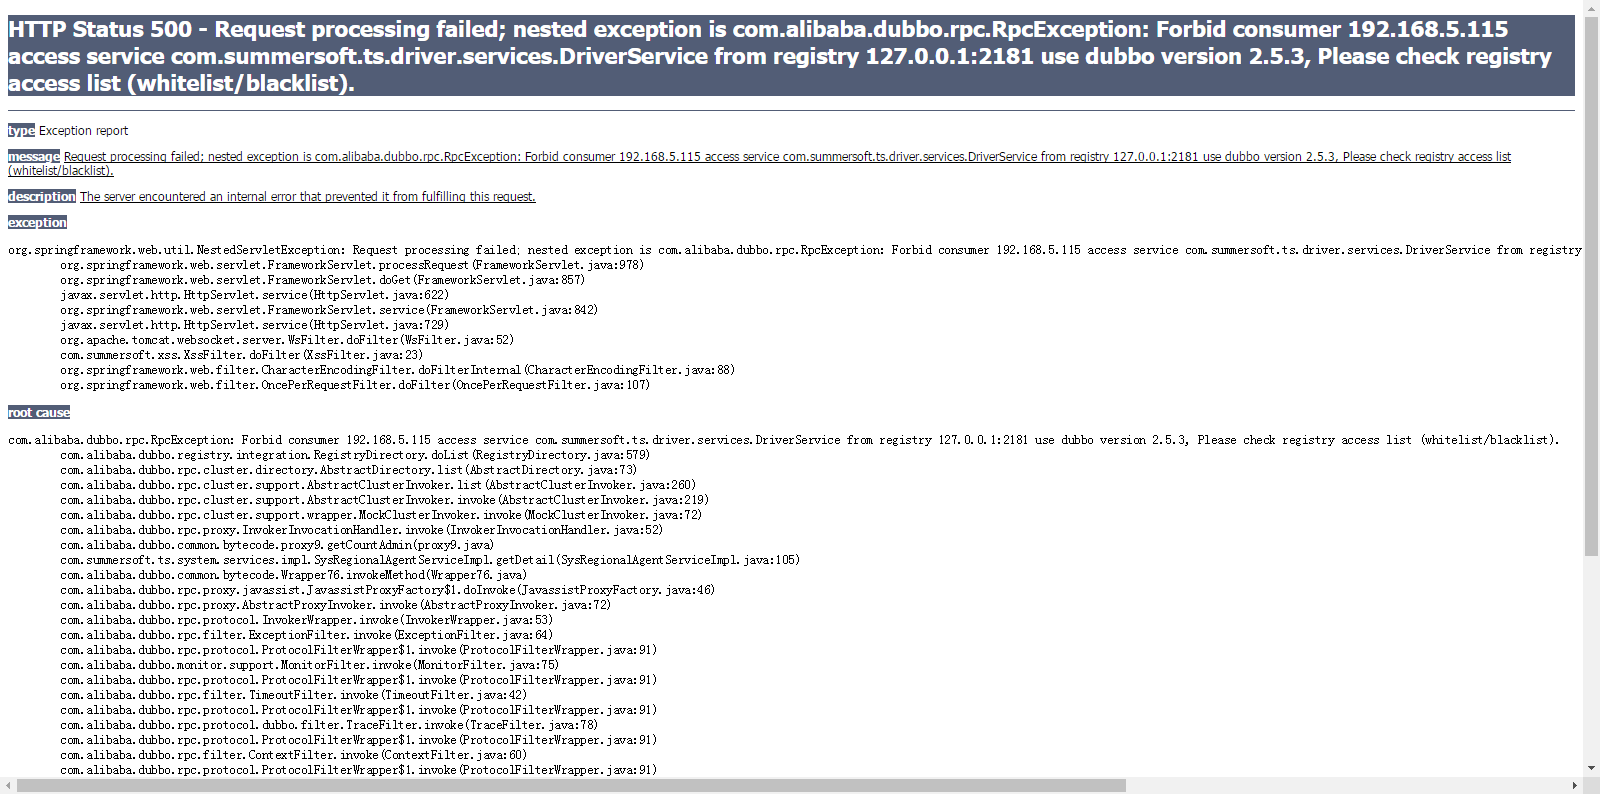 HTTP Status 500 - Request processing failed; nested exception is com.alibaba.dubbo.rpc.RpcException: Forbid consumer 192.168.5.115
access service com.summersoft.ts.driver.services.DriverService from registry 127.0.0.1:2181 use dubbo version 2.5.3, Please check registry
access list (whitelist/blacklist).
type Exception report
message Request processing failed; nested exception is com.alibaba.dubbo.rpc.RpcException: Forbid consumer 192.168.5.115 access service com.summersoft.ts.driver.services.DriverService from registry 127.0.0.1:2181 use dubbo version 2.5.3, Please check registry access list
(whitelist/blacklist).
description The server encountered an internal error that prevented it from fulfilling this request.
exception
org.springframework.web.util.NestedServletException: Request processing failed; nested exception is com.alibaba.dubbo.rpc.RpcException: Forbid consumer 192.168.5.115 access service com.summersoft.ts.driver.services.DriverService from registry
org.springframework.web.servlet.FrameworkServlet.processRequest(FrameworkServlet.java:978)
org.springframework.web.servlet.FrameworkServlet.doGet(FrameworkServlet.java:857)
javax.servlet.http.HttpServlet.service(HttpServlet.java:622)
org.springframework.web.servlet.FrameworkServlet.service(FrameworkServlet.java:842)
javax.servlet.http.HttpServlet.service(HttpServlet.java:729)
org.apache.tomcat.websocket.server.WsFilter.doFilter(WsFilter.java:52)
com.summersoft.xss.XssFilter.doFilter(XssFilter.java:23)
org.springframework.web.filter.CharacterEncodingFilter.doFilterInternal(CharacterEncodingFilter.java:88)
org.springframework.web.filter.OncePerRequestFilter.doFilter(OncePerRequestFilter.java:107)
root cause
com.alibaba.dubbo.rpc.RpcException: Forbid consumer 192.168.5.115 access service com.summersoft.ts.driver.services.DriverService from registry 127.0.0.1:2181 use dubbo version 2.5.3, Please check registry access list (whitelist/blacklist).
com.alibaba.dubbo.registry.integration.RegistryDirectory.doList(RegistryDirectory.java:579)
com.alibaba.dubbo.rpc.cluster.directory.AbstractDirectory.list(AbstractDirectory.java:73)
com.alibaba.dubbo.rpc.cluster.support.AbstractClusterInvoker.list(AbstractClusterInvoker.java:260)
com.alibaba.dubbo.rpc.cluster.support.AbstractClusterInvoker.invoke(AbstractClusterInvoker.java:219)
com.alibaba.dubbo.rpc.cluster.support.wrapper.MockClusterInvoker.invoke(MockClusterInvoker.java:72)
com.alibaba.dubbo.rpc.proxy.InvokerInvocationHandler.invoke(InvokerInvocationHandler.java:52)
com.alibaba.dubbo.common.bytecode.proxy9.getCountAdmin(proxy9.java)
com.summersoft.ts.system.services.impl.SysRegionalAgentServiceImpl.getDetail(SysRegionalAgentServiceImpl.java:105)
com.alibaba.dubbo.common.bytecode.Wrapper76.invokeMethod(Wrapper76.java)
com.alibaba.dubbo.rpc.proxy.javassist.JavassistProxyFactory$1.doInvoke(JavassistProxyFactory.java:46)
com.alibaba.dubbo.rpc.proxy.AbstractProxyInvoker.invoke(AbstractProxyInvoker.java:72)
com.alibaba.dubbo.rpc.protocol.InvokerWrapper.invoke(InvokerWrapper.java:53)
com.alibaba.dubbo.rpc.filter.ExceptionFilter.invoke(ExceptionFilter.java:64)
com.alibaba.dubbo.rpc.protocol.ProtocolFilterWrapper$1.invoke(ProtocolFilterWrapper.java:91)
com.alibaba.dubbo.monitor.support.MonitorFilter.invoke(MonitorFilter.java:75)
com.alibaba.dubbo.rpc.protocol.ProtocolFilterWrapper$1.invoke(ProtocolFilterWrapper.java:91)
com.alibaba.dubbo.rpc.filter.TimeoutFilter.invoke(TimeoutFilter.java:42)
com.alibaba.dubbo.rpc.protocol.ProtocolFilterWrapper$1.invoke(ProtocolFilterWrapper.java:91)
com.alibaba.dubbo.rpc.protocol.dubbo.filter.TraceFilter.invoke(TraceFilter.java:78)
com.alibaba.dubbo.rpc.protocol.ProtocolFilterWrapper$1.invoke(ProtocolFilterWrapper.java:91)
com.alibaba.dubbo.rpc.filter.ContextFilter.invoke(ContextFilter.java:60)
com.alibaba.dubbo.rpc.protocol.ProtocolFilterWrapper$1.invoke(ProtocolFilterWrapper.java:91)